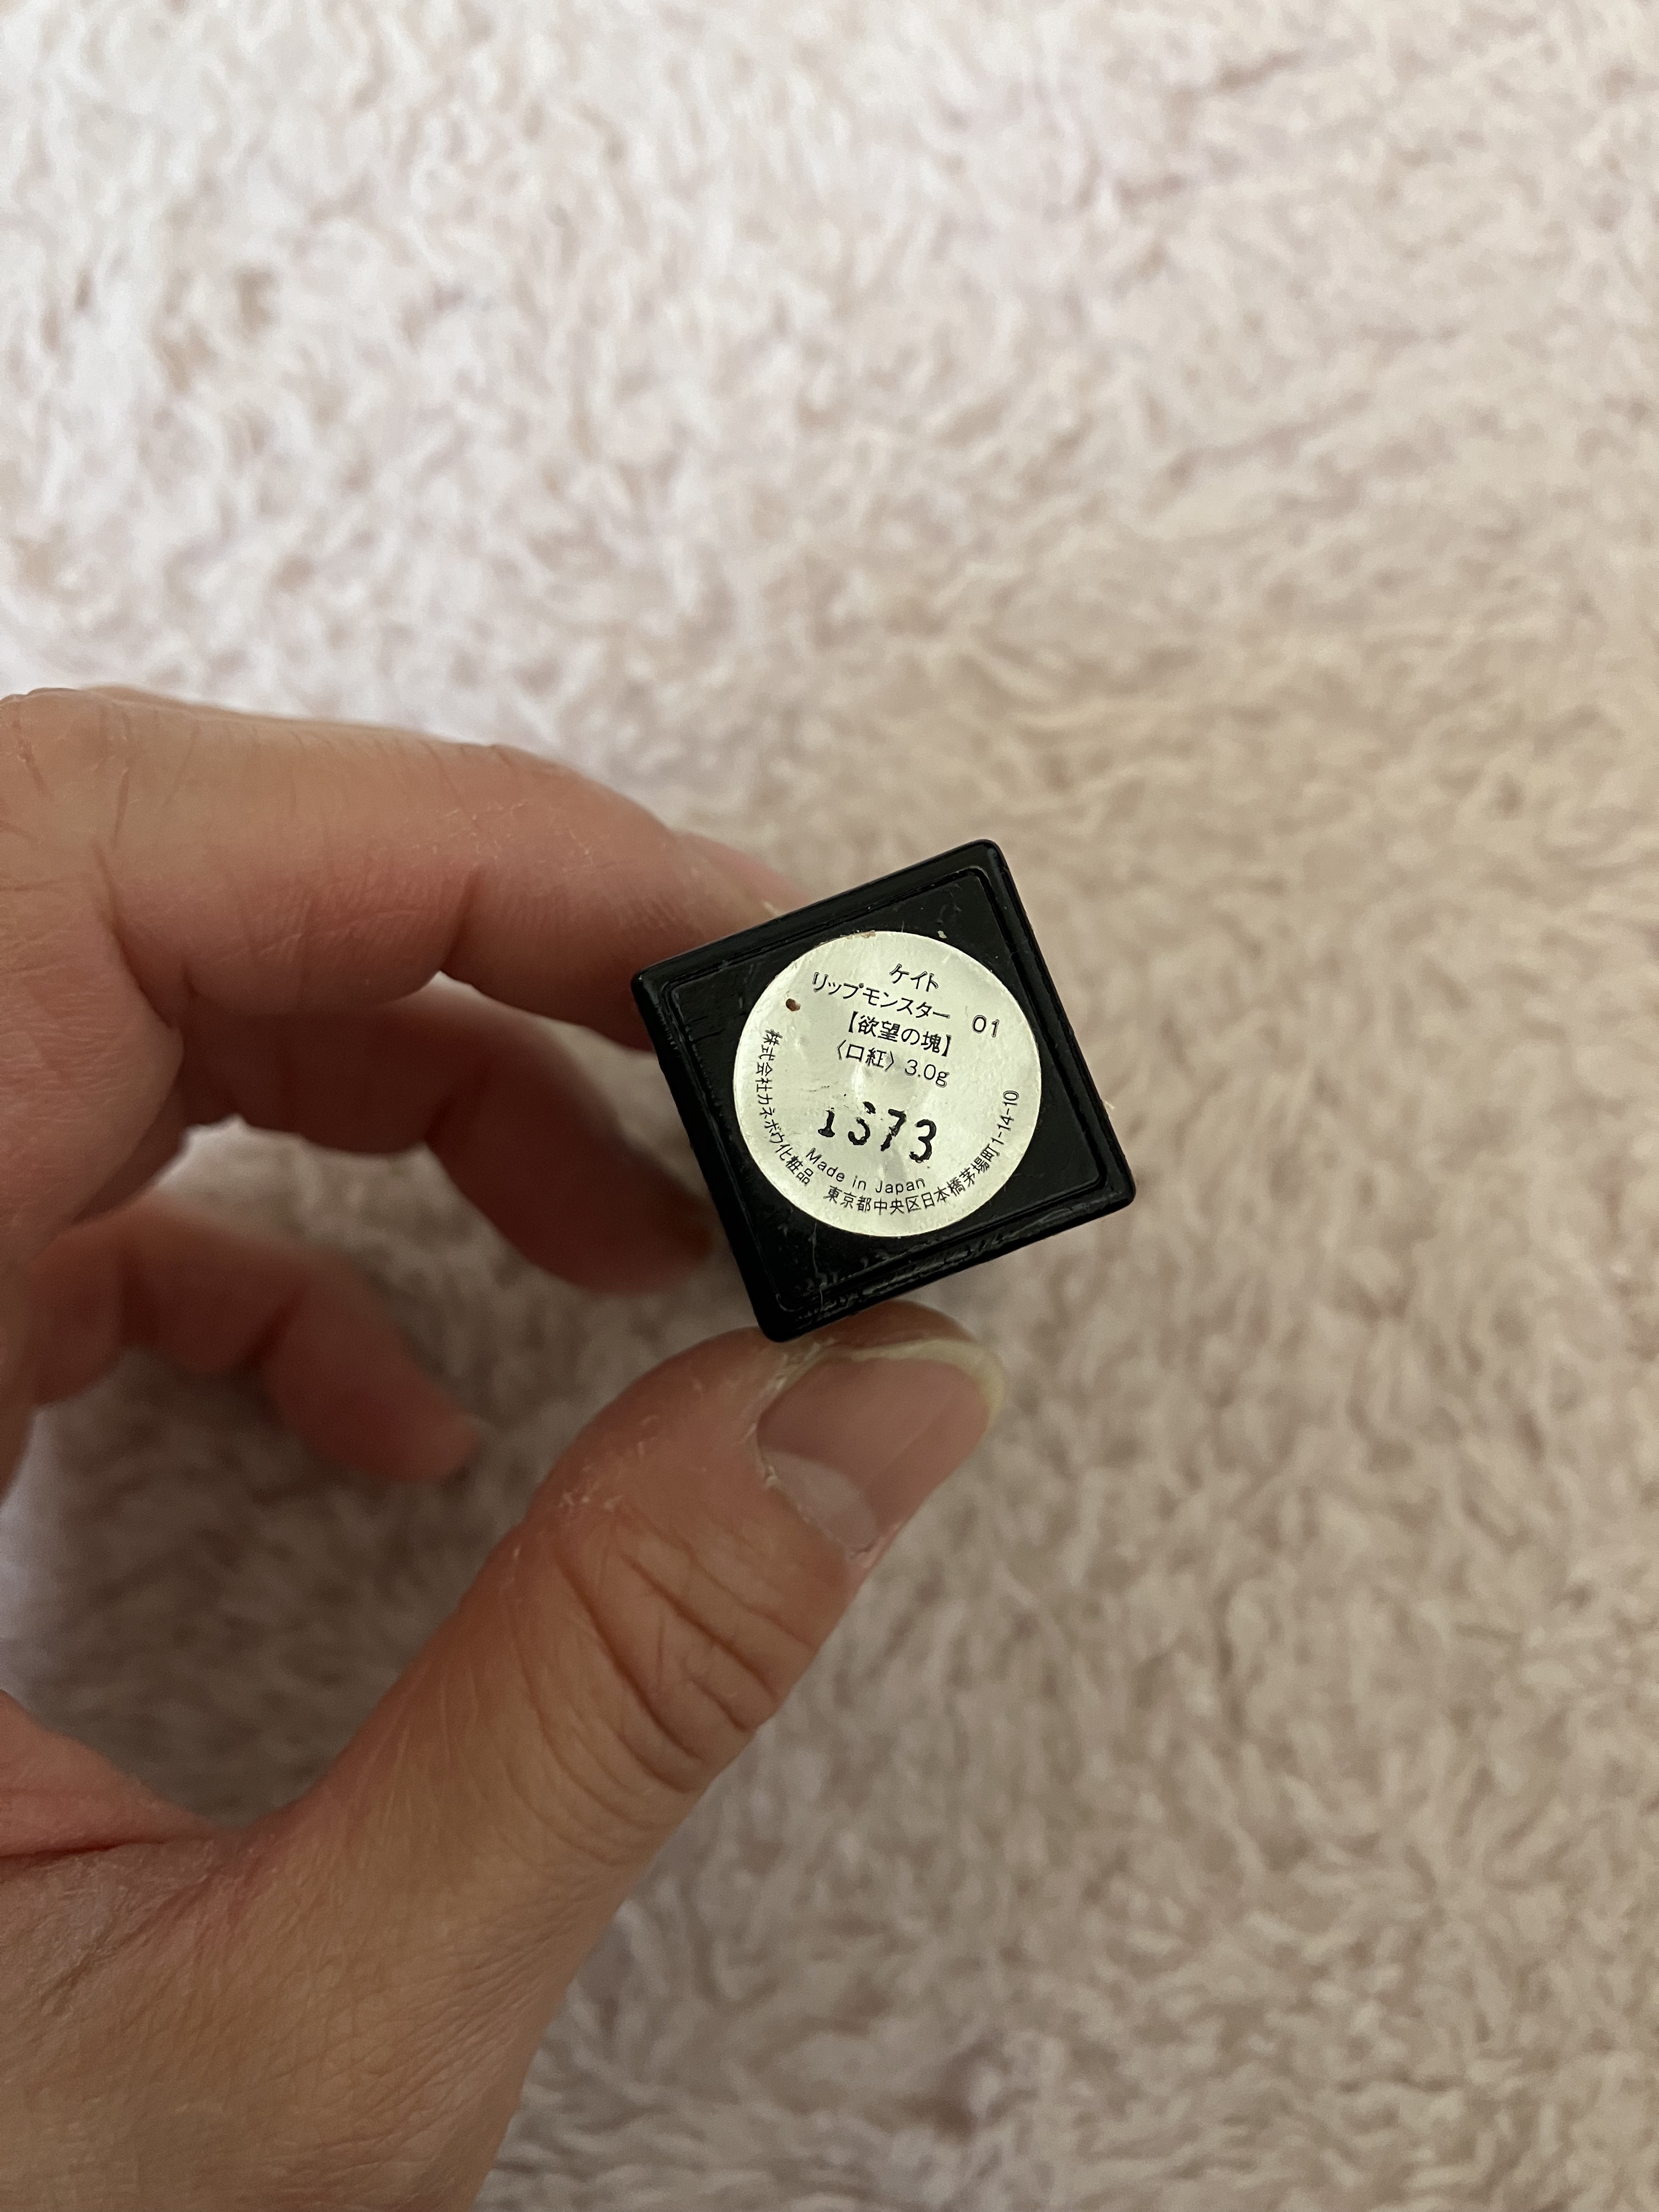 ケイト
リップモンスター 01
【欲望の塊】
〈口紅〉3.0g
1373
Made in Japan
株式会社カネボウ化粧品 東京都中央区日本橋茅場町1-14-10